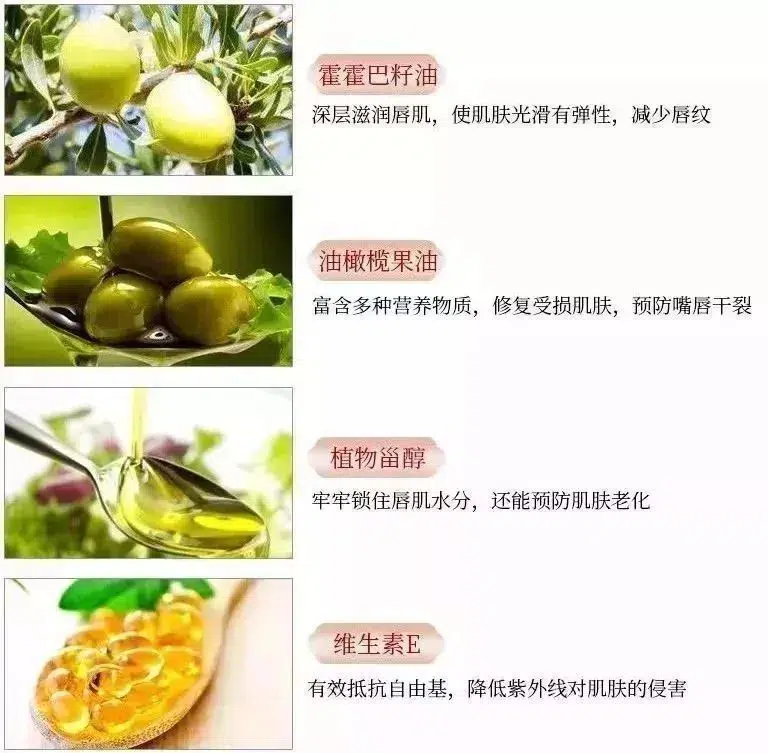 霍霍巴籽油
深层滋润唇肌，使肌肤光滑有弹性，减少唇纹
油橄榄果油
富含多种营养物质，修复受损肌肤，预防嘴唇干裂
植物甾醇
牢牢锁住唇肌水分，还能预防肌肤老化
维生素E
有效抵抗自由基，降低紫外线对肌肤的侵害